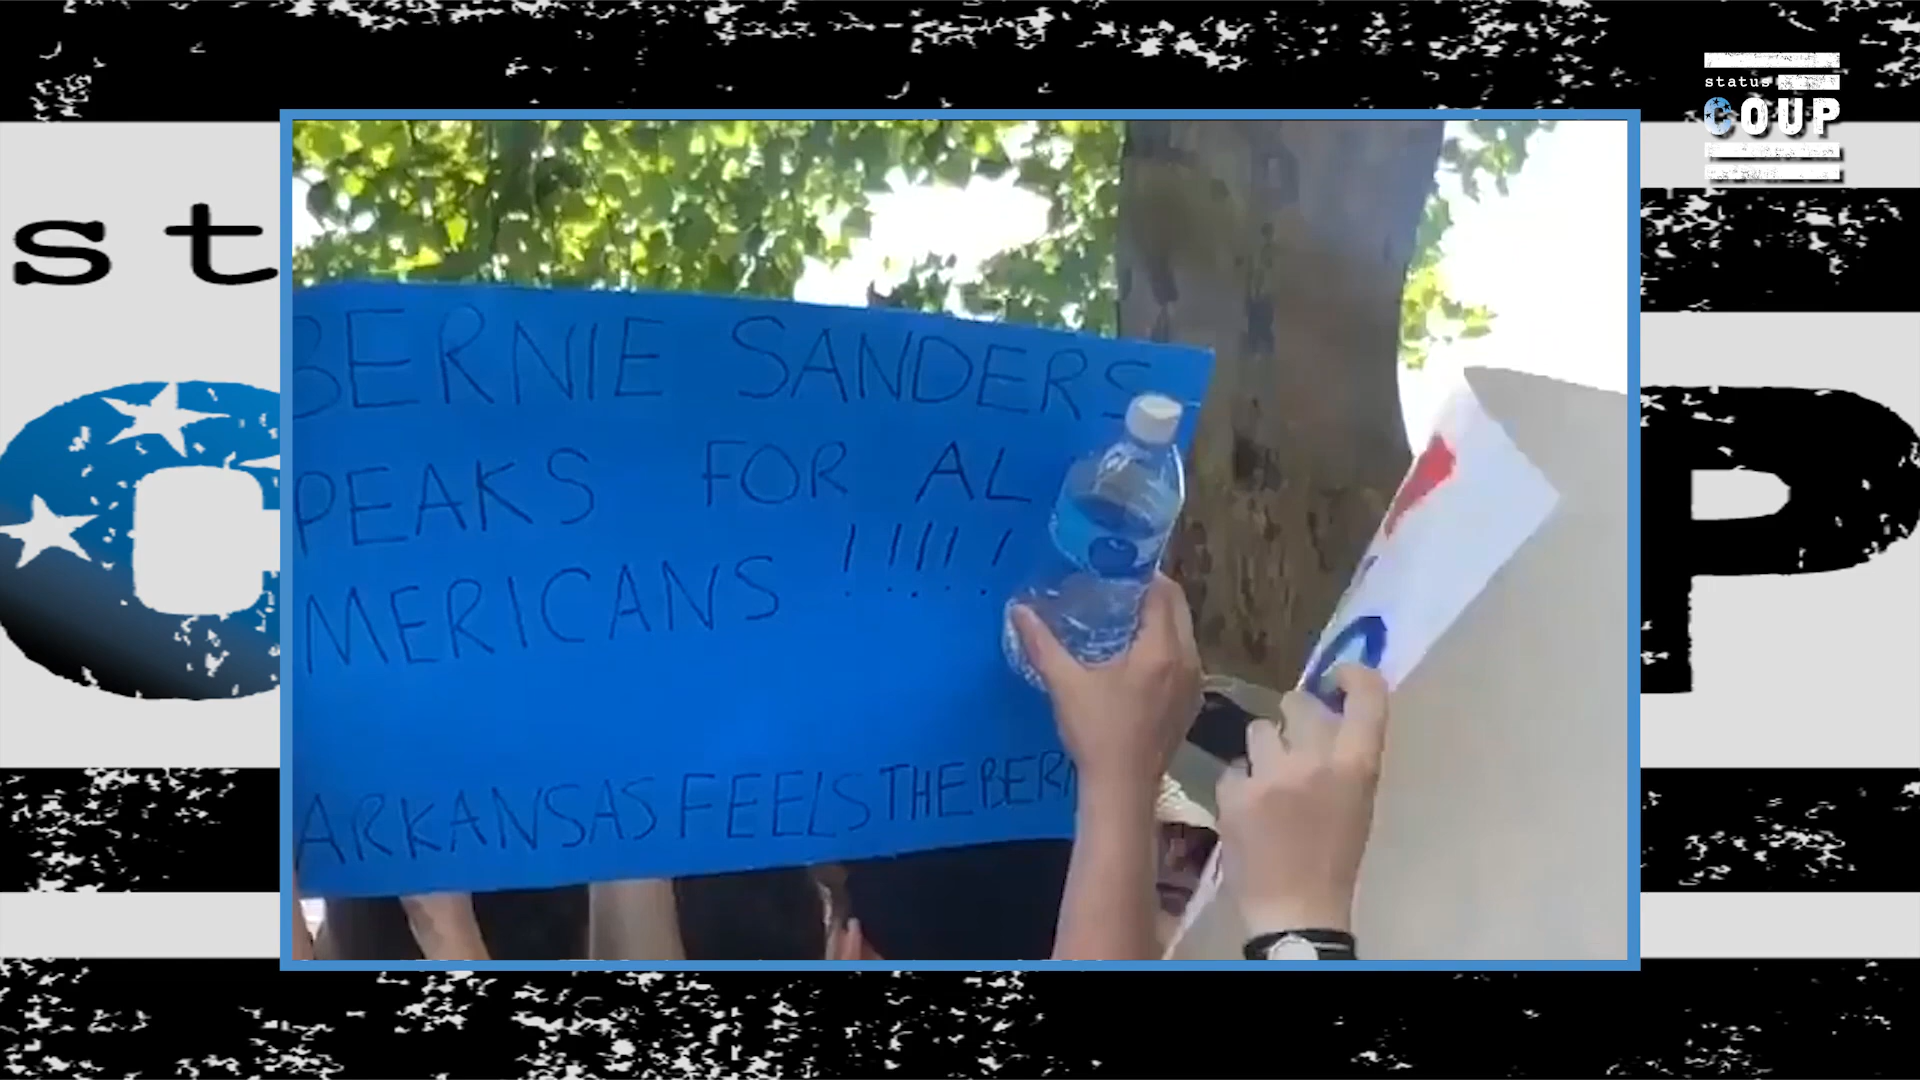 status
COUP
st
BERNIE SANDERS
PEAKS FOR AL
MERICANS !!!!!
ARKANSAS FEELS THE BERN
C
P